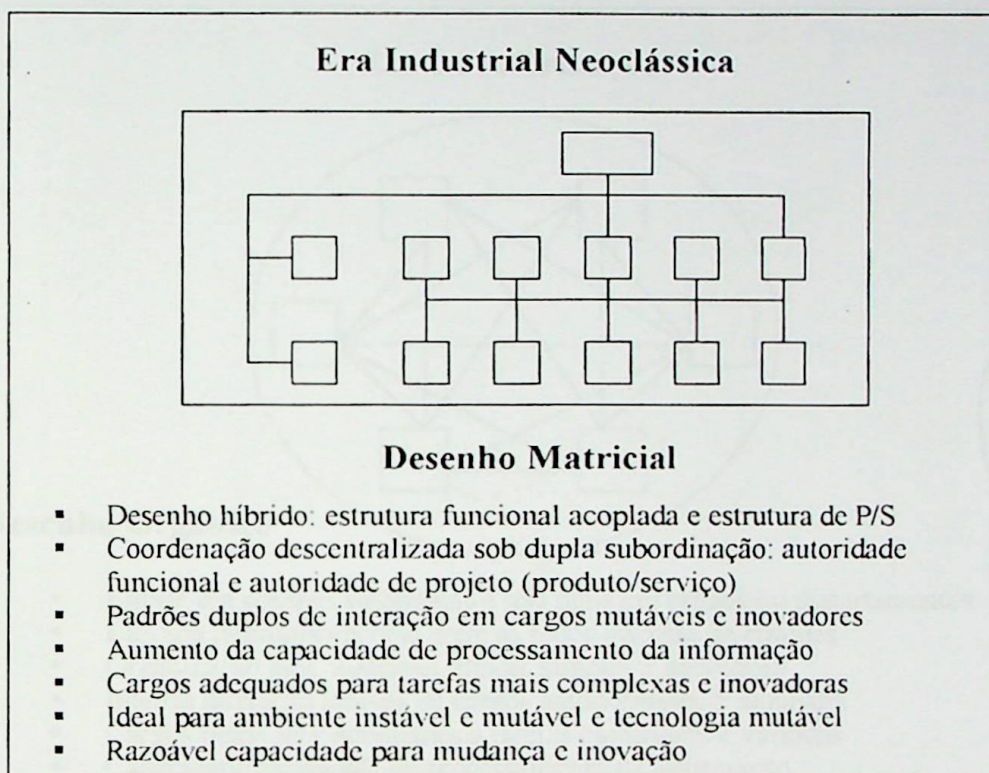 Era Industrial Neoclássica
Desenho Matricial
▪ Desenho híbrido: estrutura funcional acoplada e estrutura de P/S
▪ Coordenação descentralizada sob dupla subordinação: autoridade
funcional e autoridade de projeto (produto/serviço)
▪ Padrões duplos de interação em cargos mutáveis e inovadores
▪ Aumento da capacidade de processamento da informação
▪ Cargos adequados para tarefas mais complexas e inovadoras
▪ Ideal para ambiente instável e mutável e tecnologia mutável
▪ Razoável capacidade para mudança e inovação